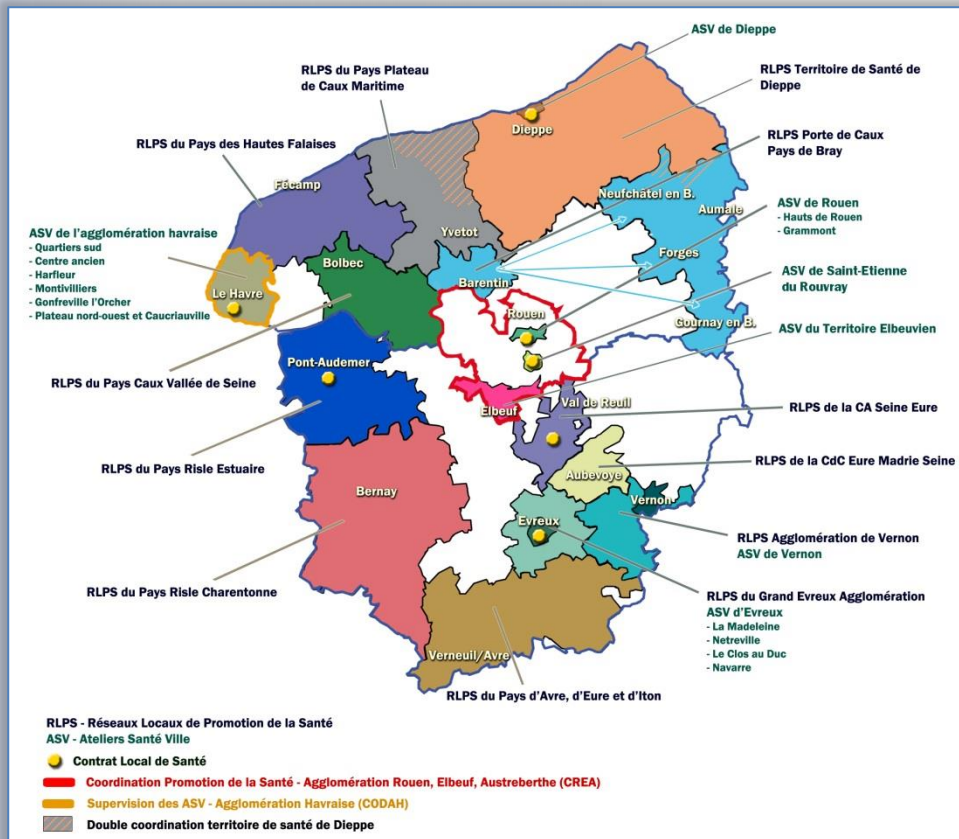 ASV de Dieppe
RLPS du Pays Plateau
de Caux Maritime
RLPS Territoire de Santé de
Dieppe
Dieppe
RLPS du Pays des Hautes Falaises
RLPS Porte de Caux
Pays de Bray
Fécamp
Neufchâtel en B.
Aumale
ASV de Rouen
- Hauts de Rouen
- Grammont
ASV de l'agglomération havraise
- Quartiers sud
- Centre ancien
- Harfleur
- Montivilliers
- Gonfreville l'Orcher
- Plateau nord-ouest et Caucriauville
Yvetot
Bolbec
Forges
Barentin
Le Havre
ASV de Saint-Etienne
du Rouvray
Rouen
Gournay en B.
ASV du Territoire Elbeuvien
Pont-Audemer
RLPS du Pays Caux Vallée de Seine
Elbeuf
Val de Reuil
RLPS de la CA Seine Eure
RLPS du Pays Risle Estuaire
RLPS de la CdC Eure Madrie Seine
Aubevoye
Bernay
Vernon
Evreux
RLPS Agglomération de Vernon
ASV de Vernon
RLPS du Pays Risle Charentonne
RLPS du Grand Evreux Agglomération
ASV d'Evreux
- La Madeleine
- Netreville
- Le Clos au Duc
- Navarre
Verneuil/Avre
RLPS du Pays d'Avre, d'Eure et d'Iton
RLPS - Réseaux Locaux de Promotion de la Santé
ASV - Ateliers Santé Ville
Contrat Local de Santé
Coordination Promotion de la Santé - Agglomération Rouen, Elbeuf, Austreberthe (CREA)
Supervision des ASV - Agglomération Havraise (CODAH)
Double coordination territoire de santé de Dieppe